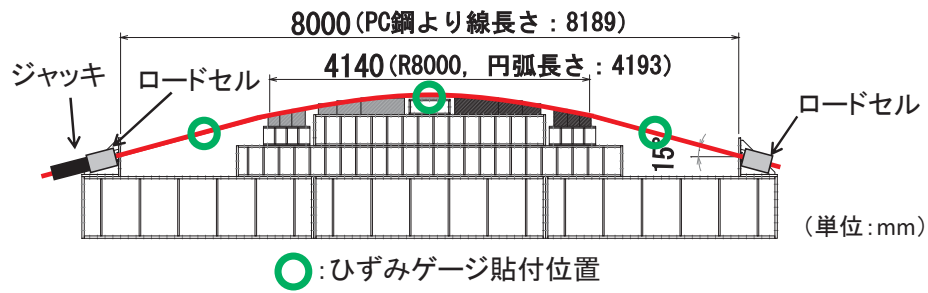 8000(PC鋼より線長さ:8189)
4140(R8000, 円弧長さ:4193)
ジャッキ
ロードセル
ロードセル
15°
(単位:mm)
:ひずみゲージ貼付位置